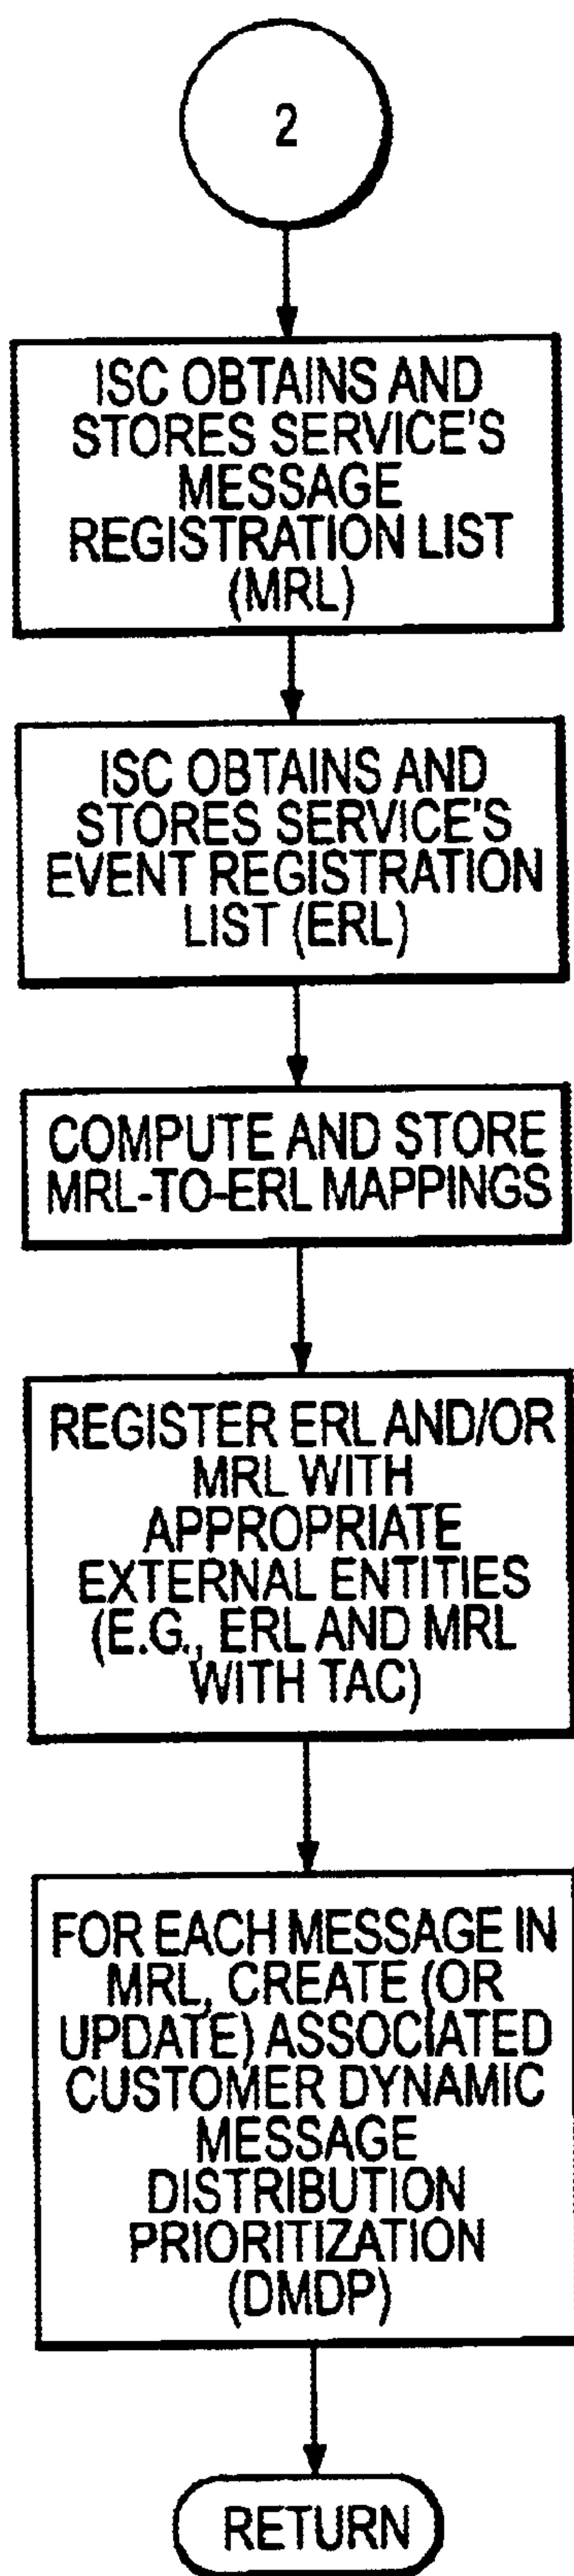 2
ISC OBTAINS AND
STORES SERVICE'S
MESSAGE
REGISTRATION LIST
(MRL)
ISC OBTAINS AND
STORES SERVICE'S
EVENT REGISTRATION
LIST (ERL)
COMPUTE AND STORE
MRL-TO-ERL MAPPINGS
REGISTER ERL AND/OR
MRL WITH
APPROPRIATE
EXTERNAL ENTITIES
(E.G., ERL AND MRL
WITH TAC)
FOR EACH MESSAGE IN
MRL, CREATE (OR
UPDATE) ASSOCIATED
CUSTOMER DYNAMIC
MESSAGE
DISTRIBUTION
PRIORITIZATION
(DMDP)
RETURN